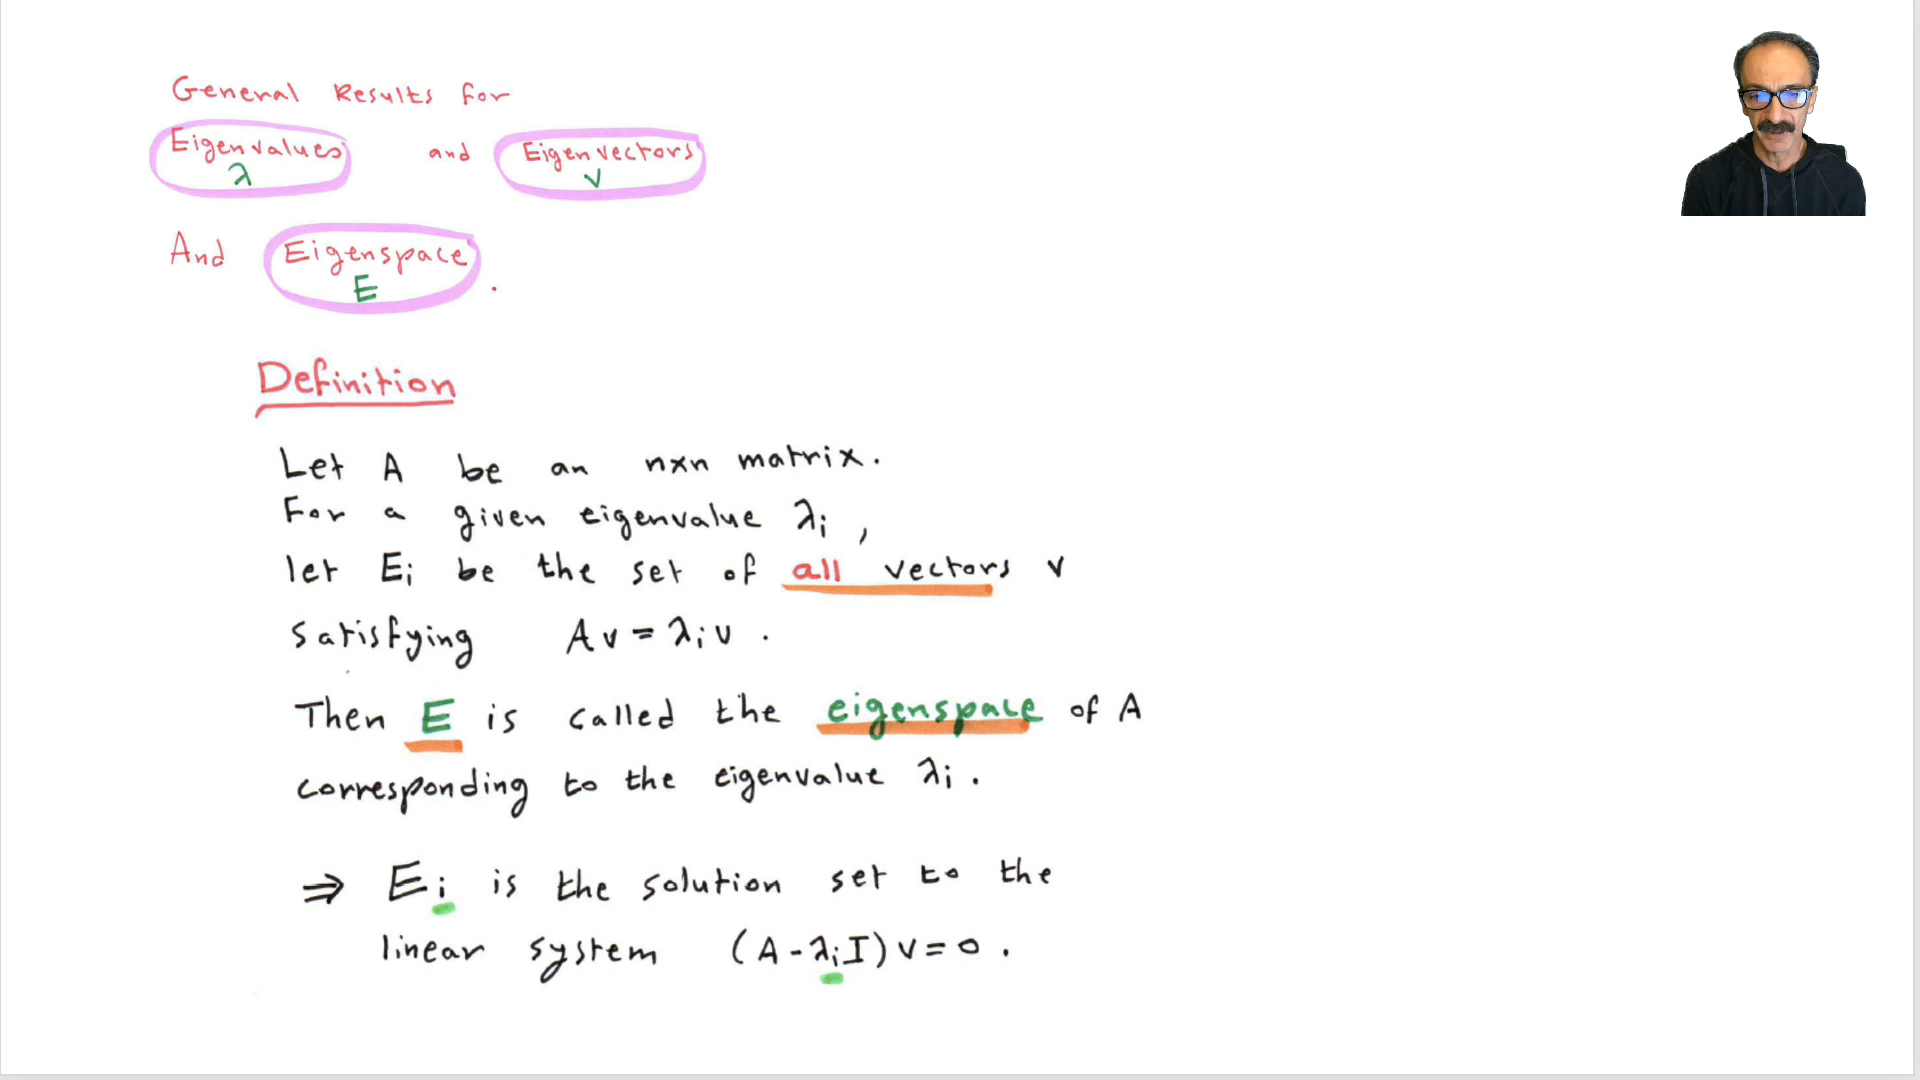 General Results for
Eigenvalues and Eigenvectors
λ v
And Eigenspace .
E
Definition
Let A be an nxn matrix.
For a given eigenvalue λi ,
let Ei be the set of all vectors v
satisfying Av = λiv .
Then E is called the eigenspace of A
corresponding to the eigenvalue λi .
⇒ Ei is the solution set to the
linear system (A-λiI)v=0 .